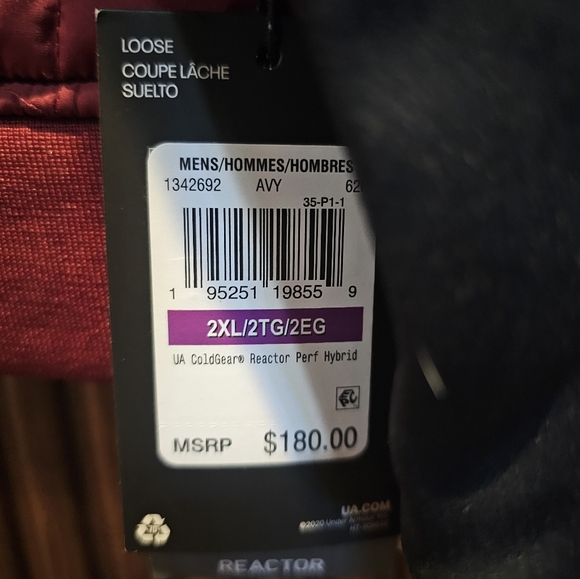 LOOSE
COUPE LÂCHE
SUELTO
MENS/HOMMES/HOMBRES
1342692 AVY 62
35-P1-1
1 95251 19855 9
2XL/2TG/2EG
UA ColdGear® Reactor Perf Hybrid
MSRP $180.00
UA.COM
©2020 Under
REACTOR